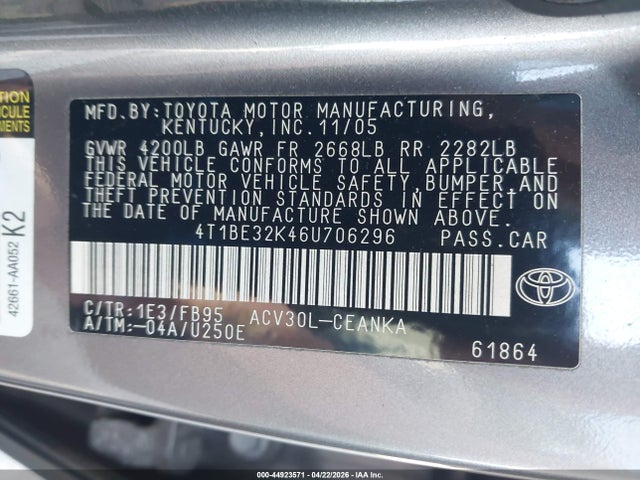 MFD.BY:TOYOTA MOTOR MANUFACTURING,
KENTUCKY,INC.11/05
GVWR 4200LB GAWR FR 2668LB RR 2282LB
THIS VEHICLE CONFORMS TO ALL APPLICABLE
FEDERAL MOTOR VEHICLE SAFETY,BUMPER,AND
THEFT PREVENTION STANDARDS IN EFFECT ON
THE DATE OF MANUFACTURE SHOWN ABOVE.
4T1BE32K46U706296 PASS.CAR
C/TR:1E3/FB95 ACV30L-CEANKA
A/TM:-04A/U250E
61864
TOYOTA
42661-AA052
K2
000-44923571 - 04/22/2026 - IAAI.COM